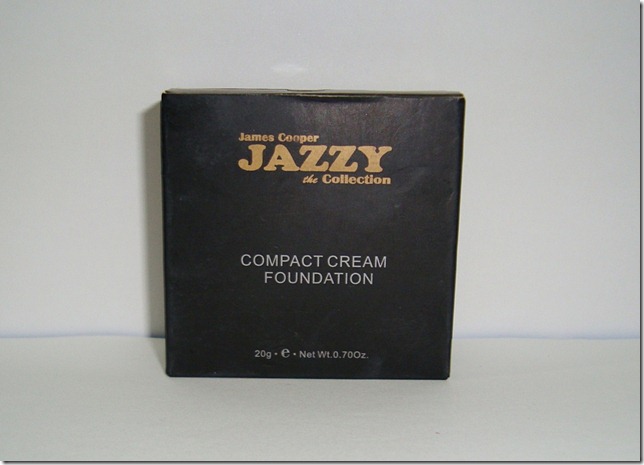 James Cooper
JAZZY
the Collection
COMPACT CREAM
FOUNDATION
20g • e • Net Wt.0.70Oz.